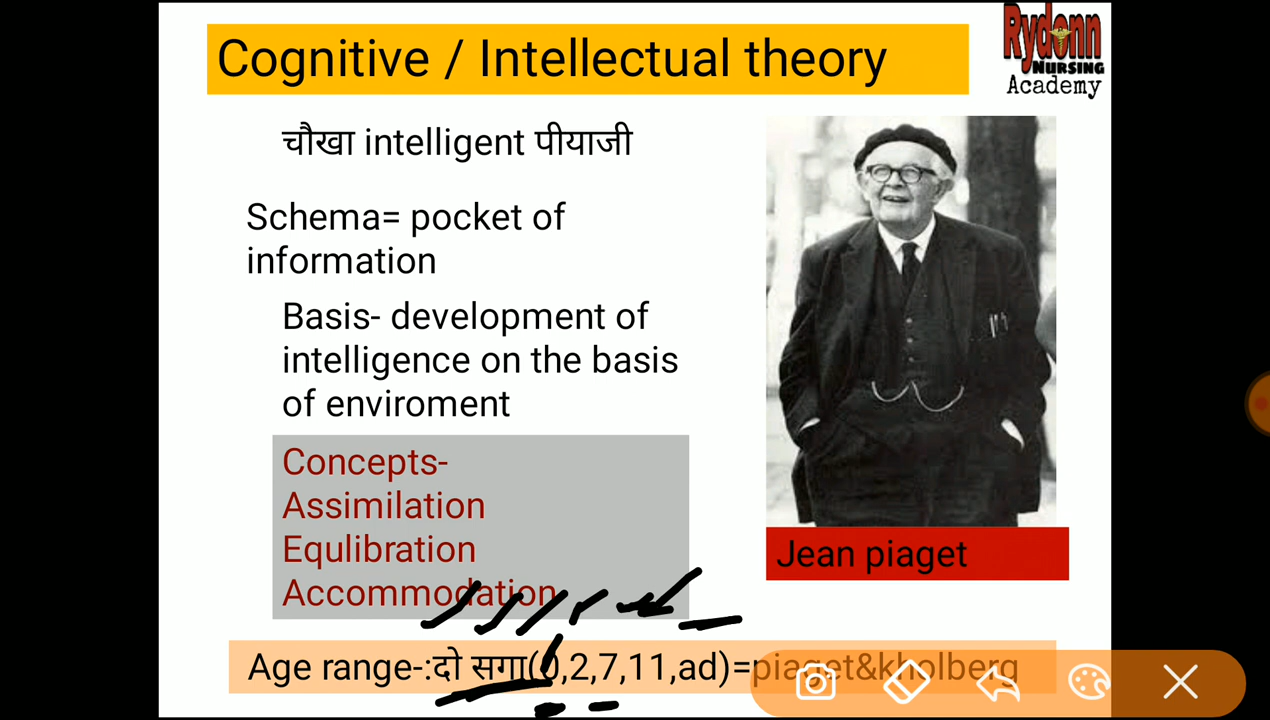 Cognitive / Intellectual theory
Rydonn
NURSING
Academy
चौखा intelligent पीयाजी
Schema= pocket of
information
Basis- development of
intelligence on the basis
of enviroment
Concepts-
Assimilation
Equlibration
Accommodation
Jean piaget
Age range-:दो सगा(0,2,7,11,ad)=piaget&kholberg